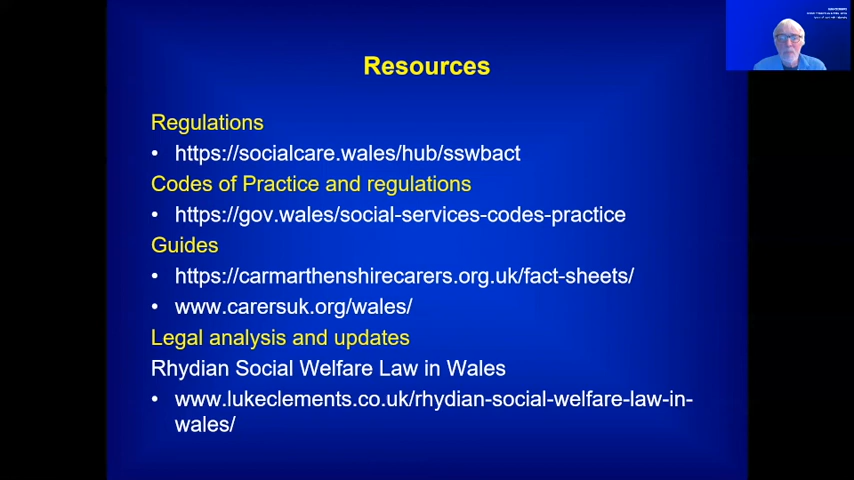 Resources
Regulations
• https://socialcare.wales/hub/sswbact
Codes of Practice and regulations
• https://gov.wales/social-services-codes-practice
Guides
• https://carmarthenshirecarers.org.uk/fact-sheets/
• www.carersuk.org/wales/
Legal analysis and updates
Rhydian Social Welfare Law in Wales
• www.lukeclements.co.uk/rhydian-social-welfare-law-in-
wales/